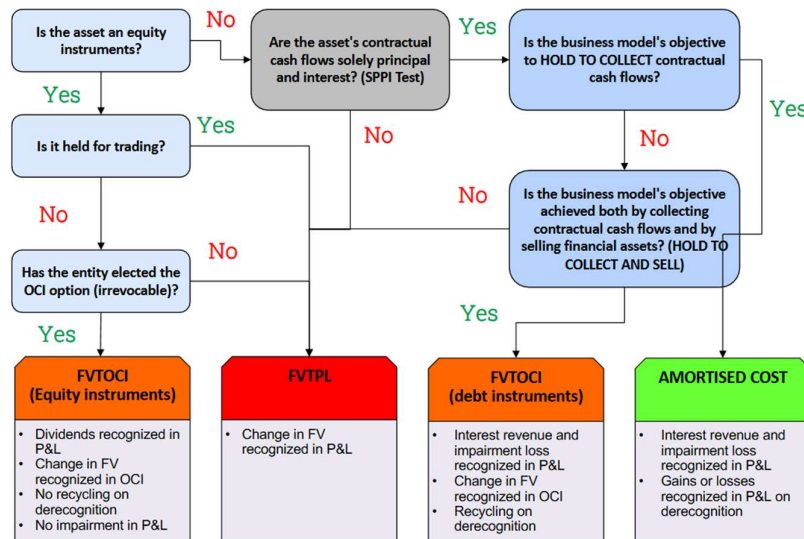 Is the asset an equity
instruments?
No
Are the asset's contractual
cash flows solely principal
and interest? (SPPI Test)
Yes
Is the business model's objective
to HOLD TO COLLECT contractual
cash flows?
Yes
Yes
Yes
Is it held for trading?
No
No
No
No
Is the business model's objective
achieved both by collecting
contractual cash flows and by
selling financial assets? (HOLD TO
COLLECT AND SELL)
Has the entity elected the
OCI option (irrevocable)?
No
Yes
Yes
FVTOCI
(Equity instruments)
• Dividends recognized in
P&L
• Change in FV
recognized in OCI
• No recycling on
derecognition
• No impairment in P&L
FVTPL
• Change in FV
recognized in P&L
FVTOCI
(debt instruments)
• Interest revenue and
impairment loss
recognized in P&L
• Change in FV
recognized in OCI
• Recycling on
derecognition
AMORTISED COST
• Interest revenue and
impairment loss
recognized in P&L
• Gains or losses
recognized in P&L on
derecognition